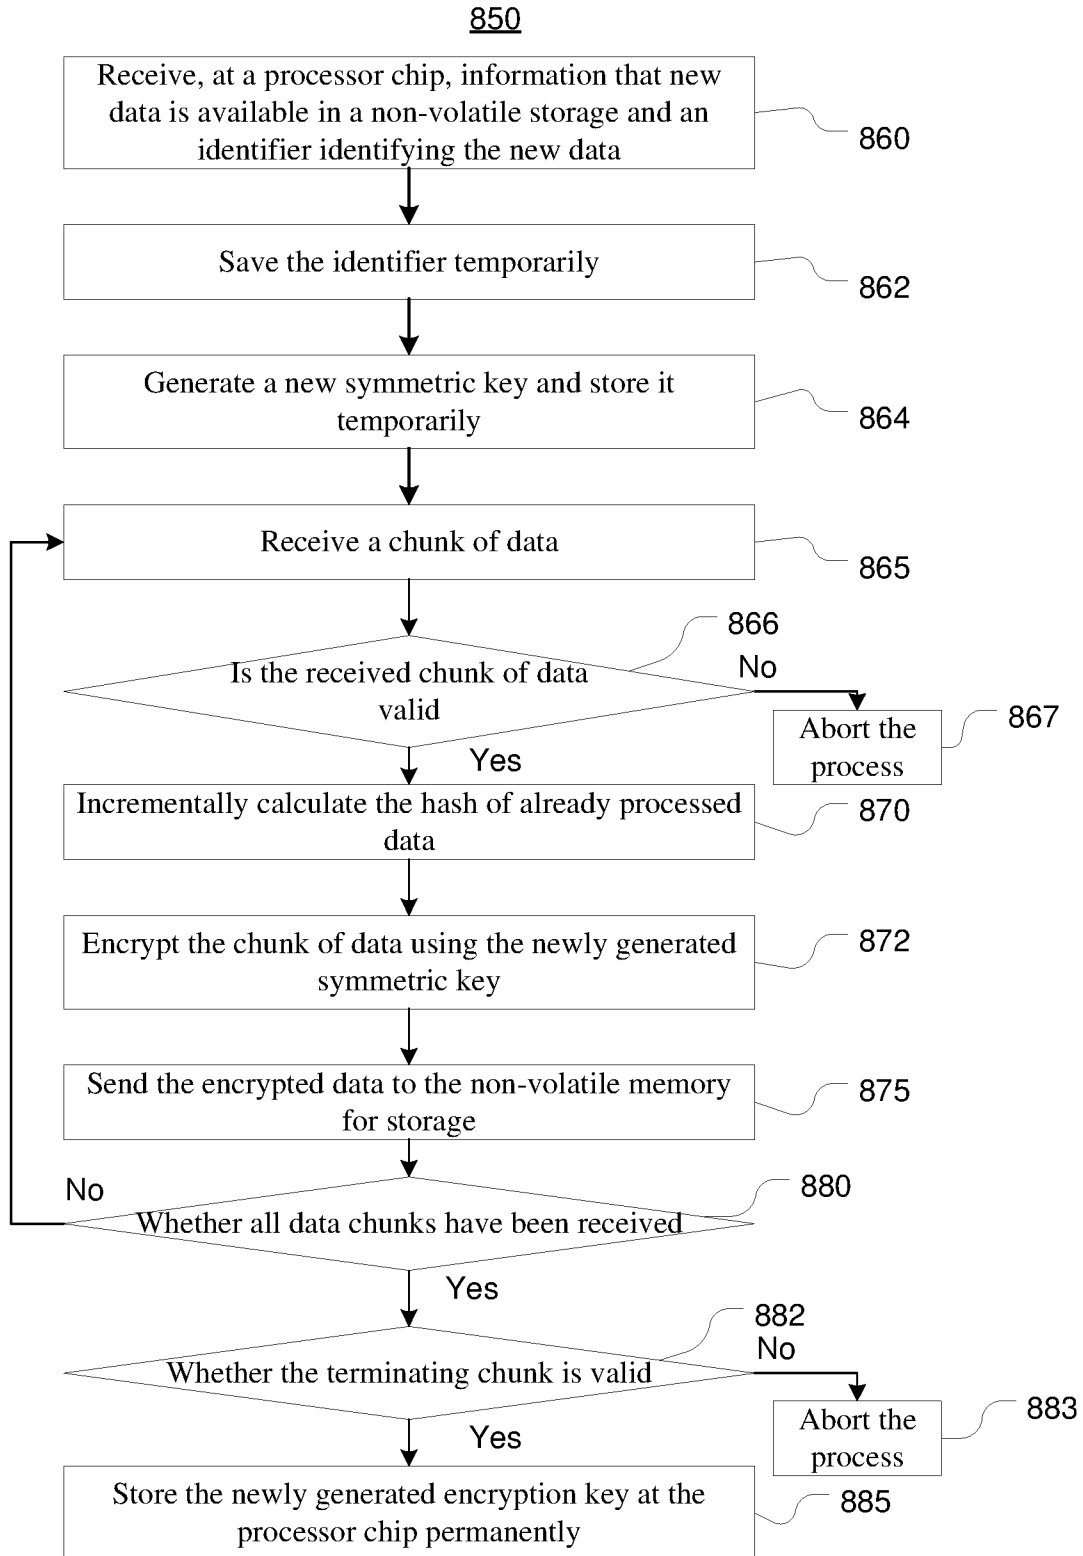 850
Receive, at a processor chip, information that new
data is available in a non-volatile storage and an
identifier identifying the new data
860
Save the identifier temporarily
862
Generate a new symmetric key and store it
temporarily
864
Receive a chunk of data
865
866
Is the received chunk of data
valid
No
867
Abort the
process
Yes
Incrementally calculate the hash of already processed
data
870
Encrypt the chunk of data using the newly generated
symmetric key
872
Send the encrypted data to the non-volatile memory
for storage
875
No
880
Whether all data chunks have been received
Yes
882
Whether the terminating chunk is valid
No
883
Abort the
process
Yes
Store the newly generated encryption key at the
processor chip permanently
885